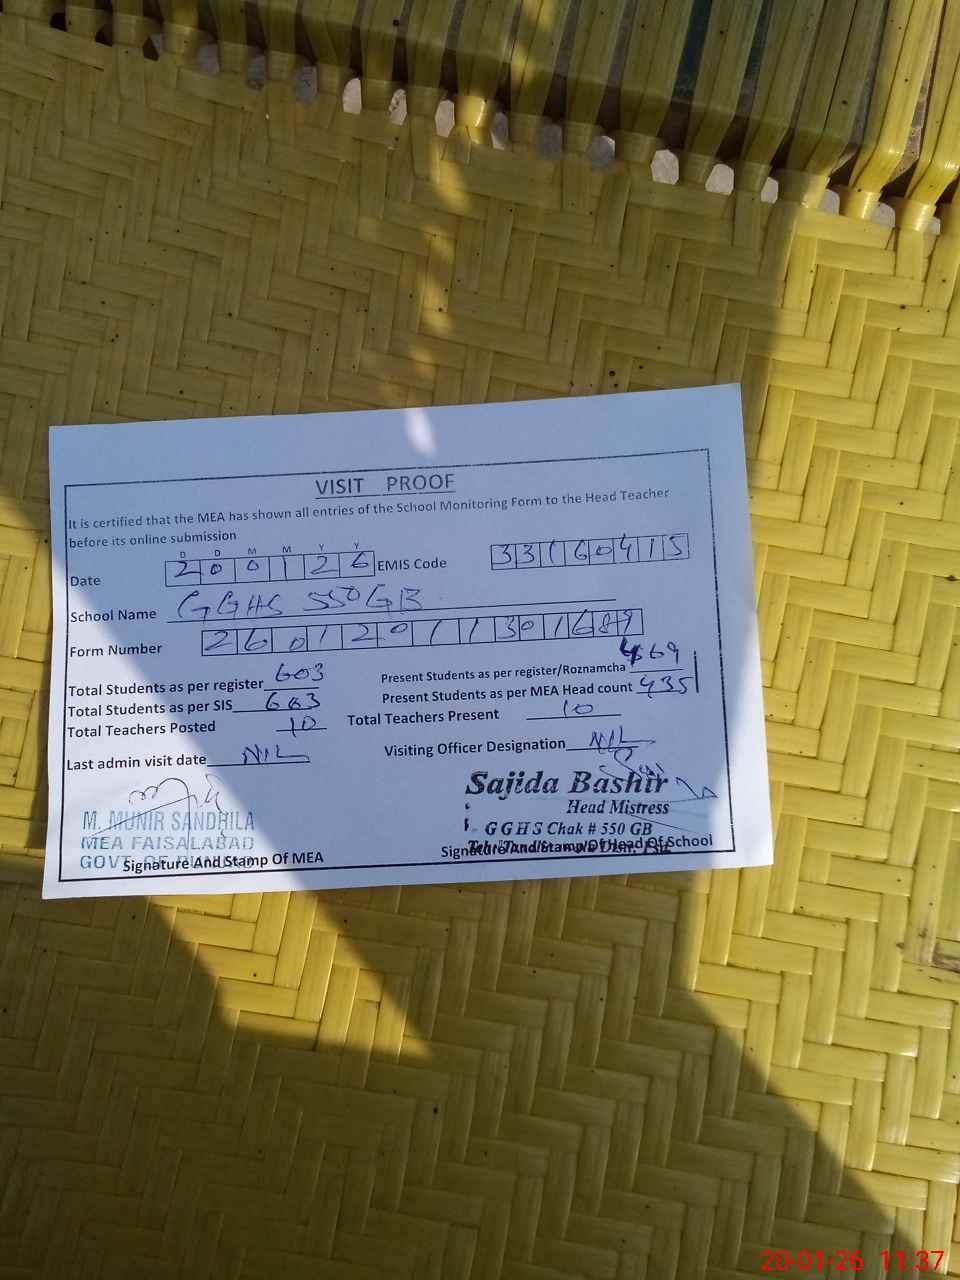 VISIT PROOF
It is certified that the MEA has shown all entries of the School Monitoring Form to the Head Teacher
before its online submission
D D M M Y Y
Date 2 0 0 1 2 6 EMIS Code 3 3 1 6 0 4 1 5
School Name GGHS 550GB
Form Number 2 6 0 1 2 0 1 1 3 0 1 6 8 9
Total Students as per register 603 Present Students as per register/Roznamcha 469
Total Students as per SIS 603 Present Students as per MEA Head count 435
Total Teachers Posted 10 Total Teachers Present 10
Last admin visit date NIL Visiting Officer Designation NIL
M. MUNIR SANDHILA
MEA FAISALABAD
GOVT. OF
Signature And Stamp Of MEA
Sajida Bashir
Head Mistress
GGHS Chak # 550 GB
Signature And Stamp Of Head Of School
20-01-26 11:37